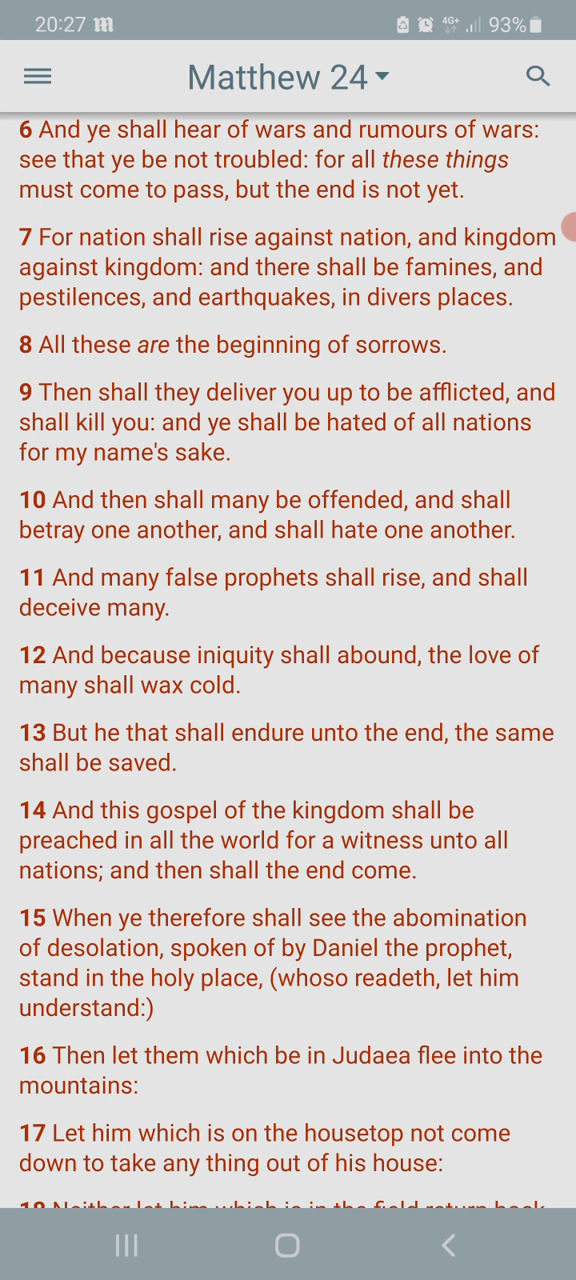 20:27 m 4G+ 93%
Matthew 24
6 And ye shall hear of wars and rumours of wars:
see that ye be not troubled: for all these things
must come to pass, but the end is not yet.
7 For nation shall rise against nation, and kingdom
against kingdom: and there shall be famines, and
pestilences, and earthquakes, in divers places.
8 All these are the beginning of sorrows.
9 Then shall they deliver you up to be afflicted, and
shall kill you: and ye shall be hated of all nations
for my name's sake.
10 And then shall many be offended, and shall
betray one another, and shall hate one another.
11 And many false prophets shall rise, and shall
deceive many.
12 And because iniquity shall abound, the love of
many shall wax cold.
13 But he that shall endure unto the end, the same
shall be saved.
14 And this gospel of the kingdom shall be
preached in all the world for a witness unto all
nations; and then shall the end come.
15 When ye therefore shall see the abomination
of desolation, spoken of by Daniel the prophet,
stand in the holy place, (whoso readeth, let him
understand:)
16 Then let them which be in Judaea flee into the
mountains:
17 Let him which is on the housetop not come
down to take any thing out of his house:
18 Neither let him which is in the field return back